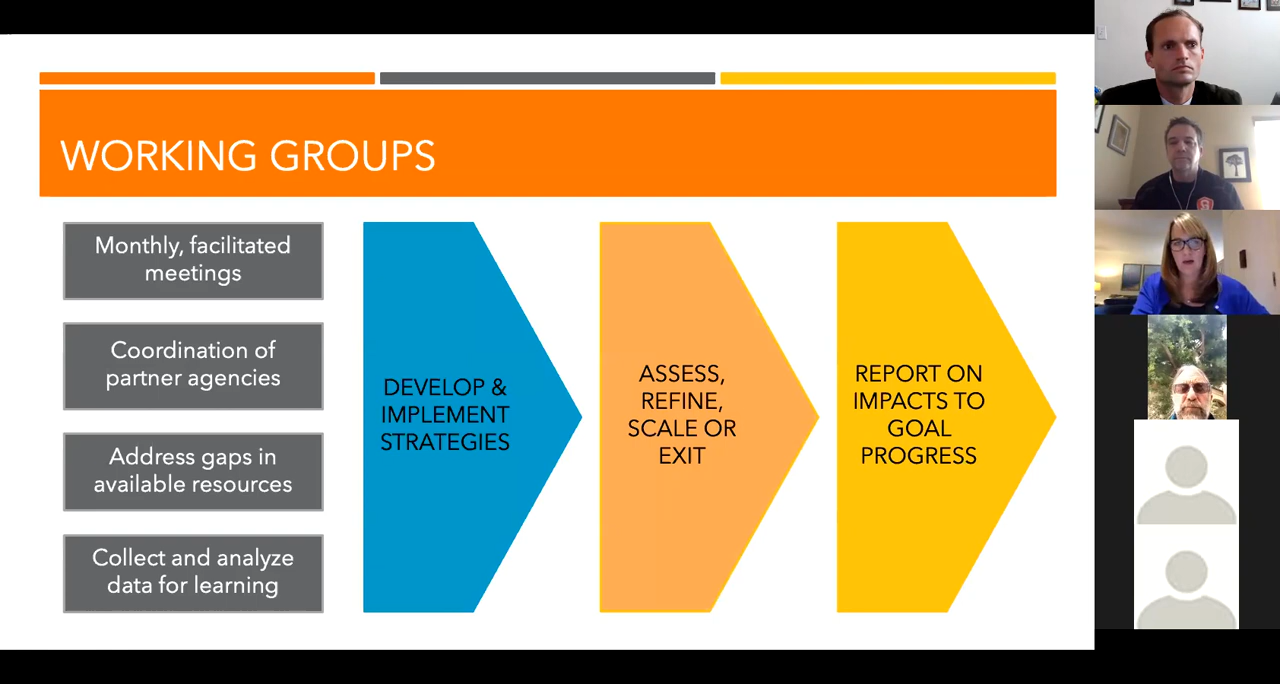 WORKING GROUPS
Monthly, facilitated
meetings
Coordination of
partner agencies
Address gaps in
available resources
Collect and analyze
data for learning
DEVELOP &
IMPLEMENT
STRATEGIES
ASSESS,
REFINE,
SCALE OR
EXIT
REPORT ON
IMPACTS TO
GOAL
PROGRESS